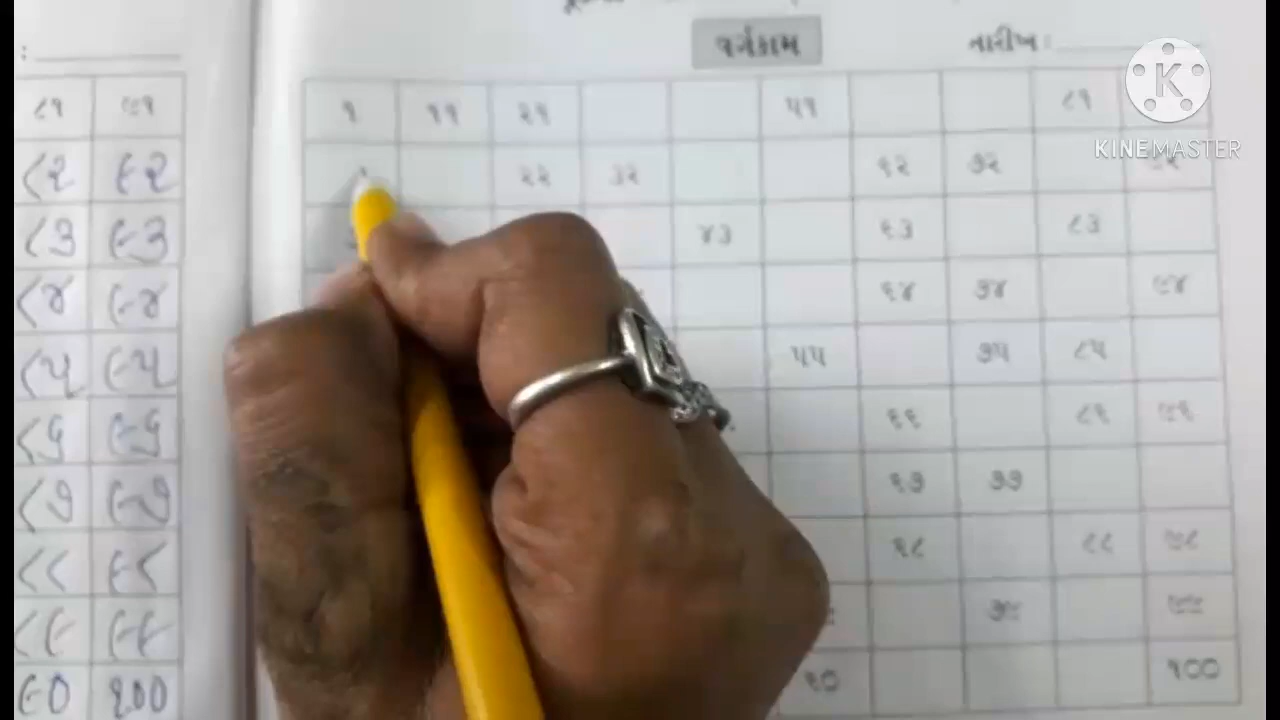 વર્ગકામ
તારીખ :
૮૧ ૯૧
૧ ૧૧ ૨૧ ૫૧ ૮૧
K
KINEMASTER
૮૨ ૯૨
૨૨ ૩૨ ૬૨ ૭૨ ૯૨
૮૩ ૯૩
૪૩ ૬૩ ૮૩
૮૪ ૯૪
૬૪ ૭૪ ૯૪
૮૫ ૯૫
૫૫ ૭૫ ૮૫
૮૬ ૯૬
૬૬ ૮૬ ૯૬
૮૭ ૯૭
૬૭ ૭૭
૮૮ ૯૮
૬૮ ૮૮ ૯૮
૮૯ ૯૯
૭૯ ૯૯
૯૦ ૧૦૦
૬૦ ૧૦૦